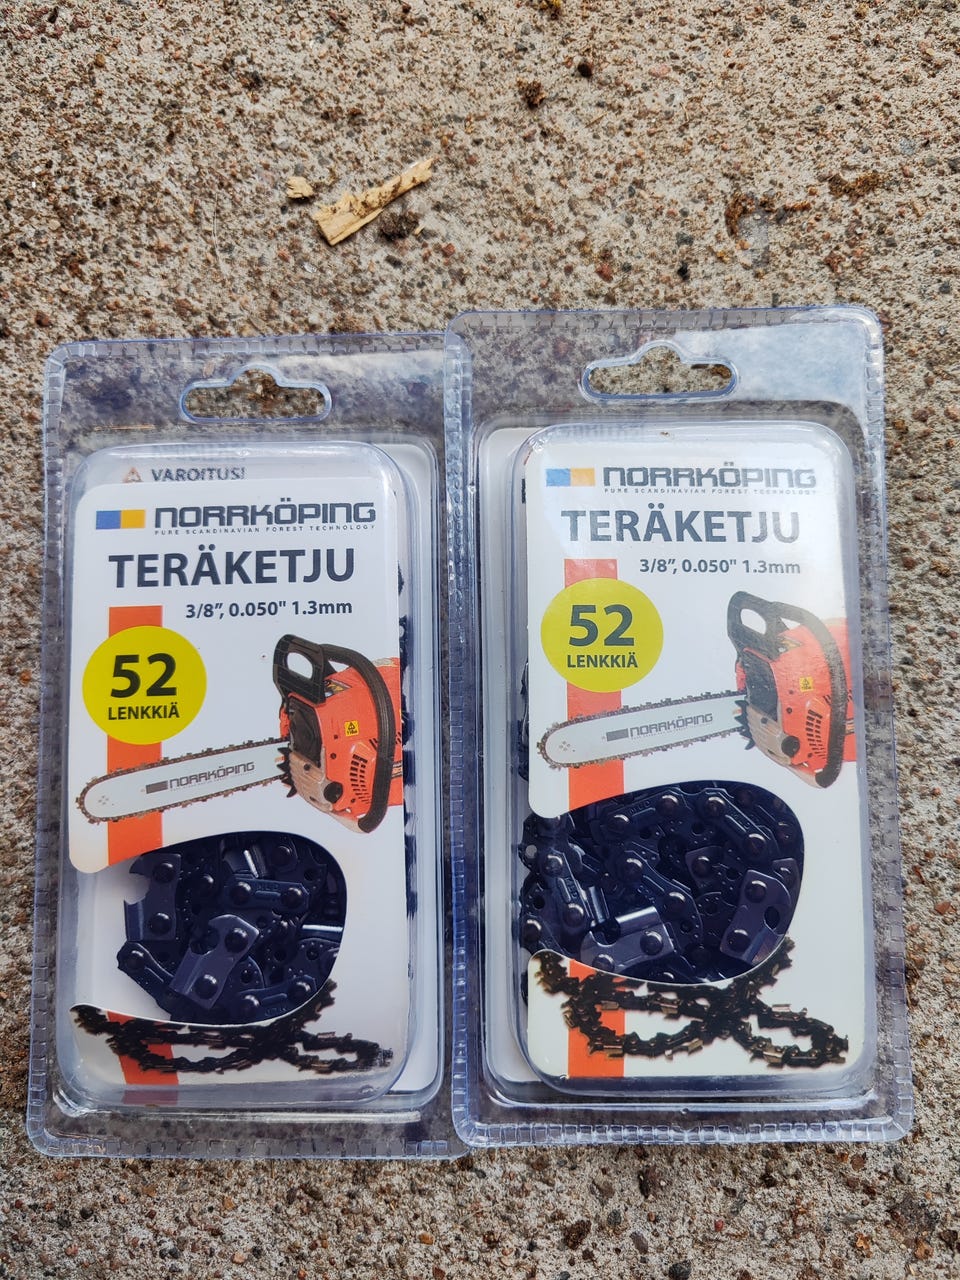 VAROITUS!
NORRKÖPING
PURE SCANDINAVIAN FOREST TECHNOLOGY
TERÄKETJU
3/8”, 0.050" 1.3mm
52
LENKKIÄ
NORRKÖPING
NORRKÖPING
PURE SCANDINAVIAN FOREST TECHNOLOGY
TERÄKETJU
3/8”, 0.050" 1.3mm
52
LENKKIÄ
NORRKÖPING